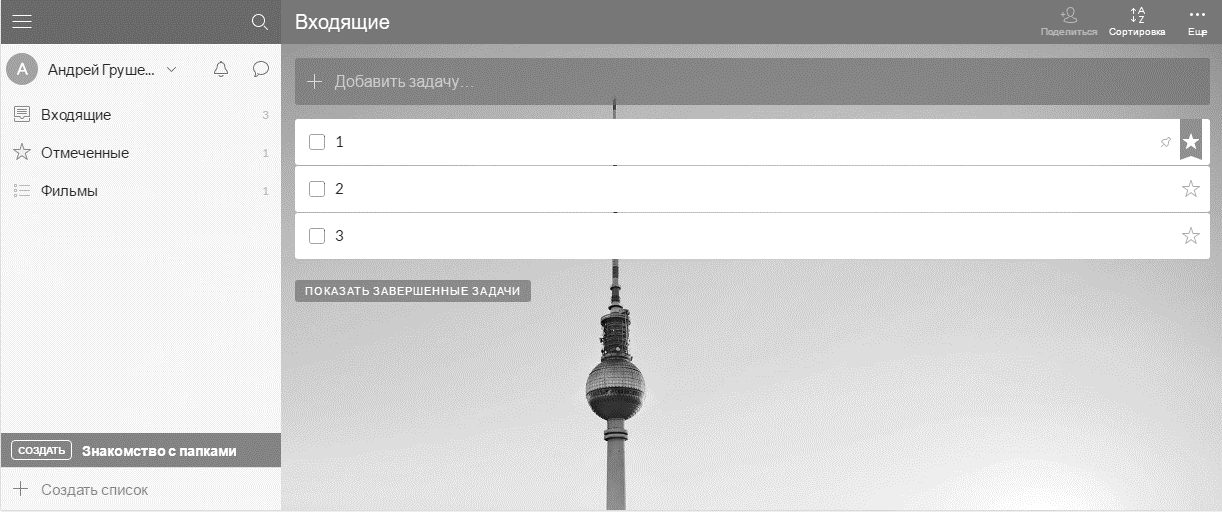 Входящие
Поделиться
Сортировка
Еще
А
Андрей Груше...
Добавить задачу...
Входящие 3
Отмеченные 1
Фильмы 1
1
2
3
ПОКАЗАТЬ ЗАВЕРШЕННЫЕ ЗАДАЧИ
СОЗДАТЬ Знакомство с папками
Создать список